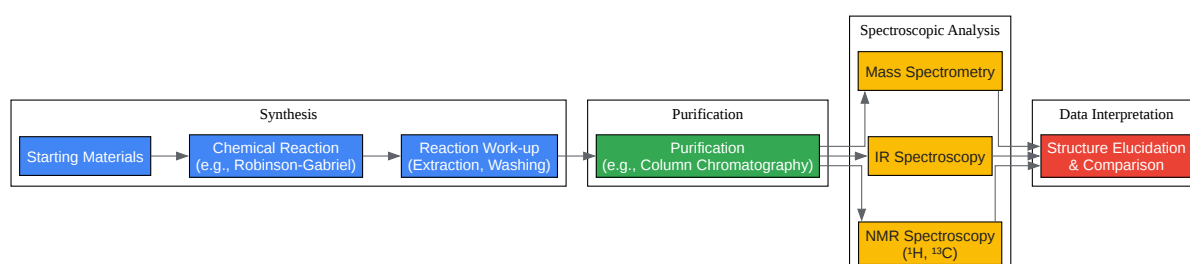 Synthesis
Starting Materials
Chemical Reaction
(e.g., Robinson-Gabriel)
Reaction Work-up
(Extraction, Washing)
Purification
Purification
(e.g., Column Chromatography)
Spectroscopic Analysis
Mass Spectrometry
IR Spectroscopy
NMR Spectroscopy
(¹H, ¹³C)
Data Interpretation
Structure Elucidation
& Comparison